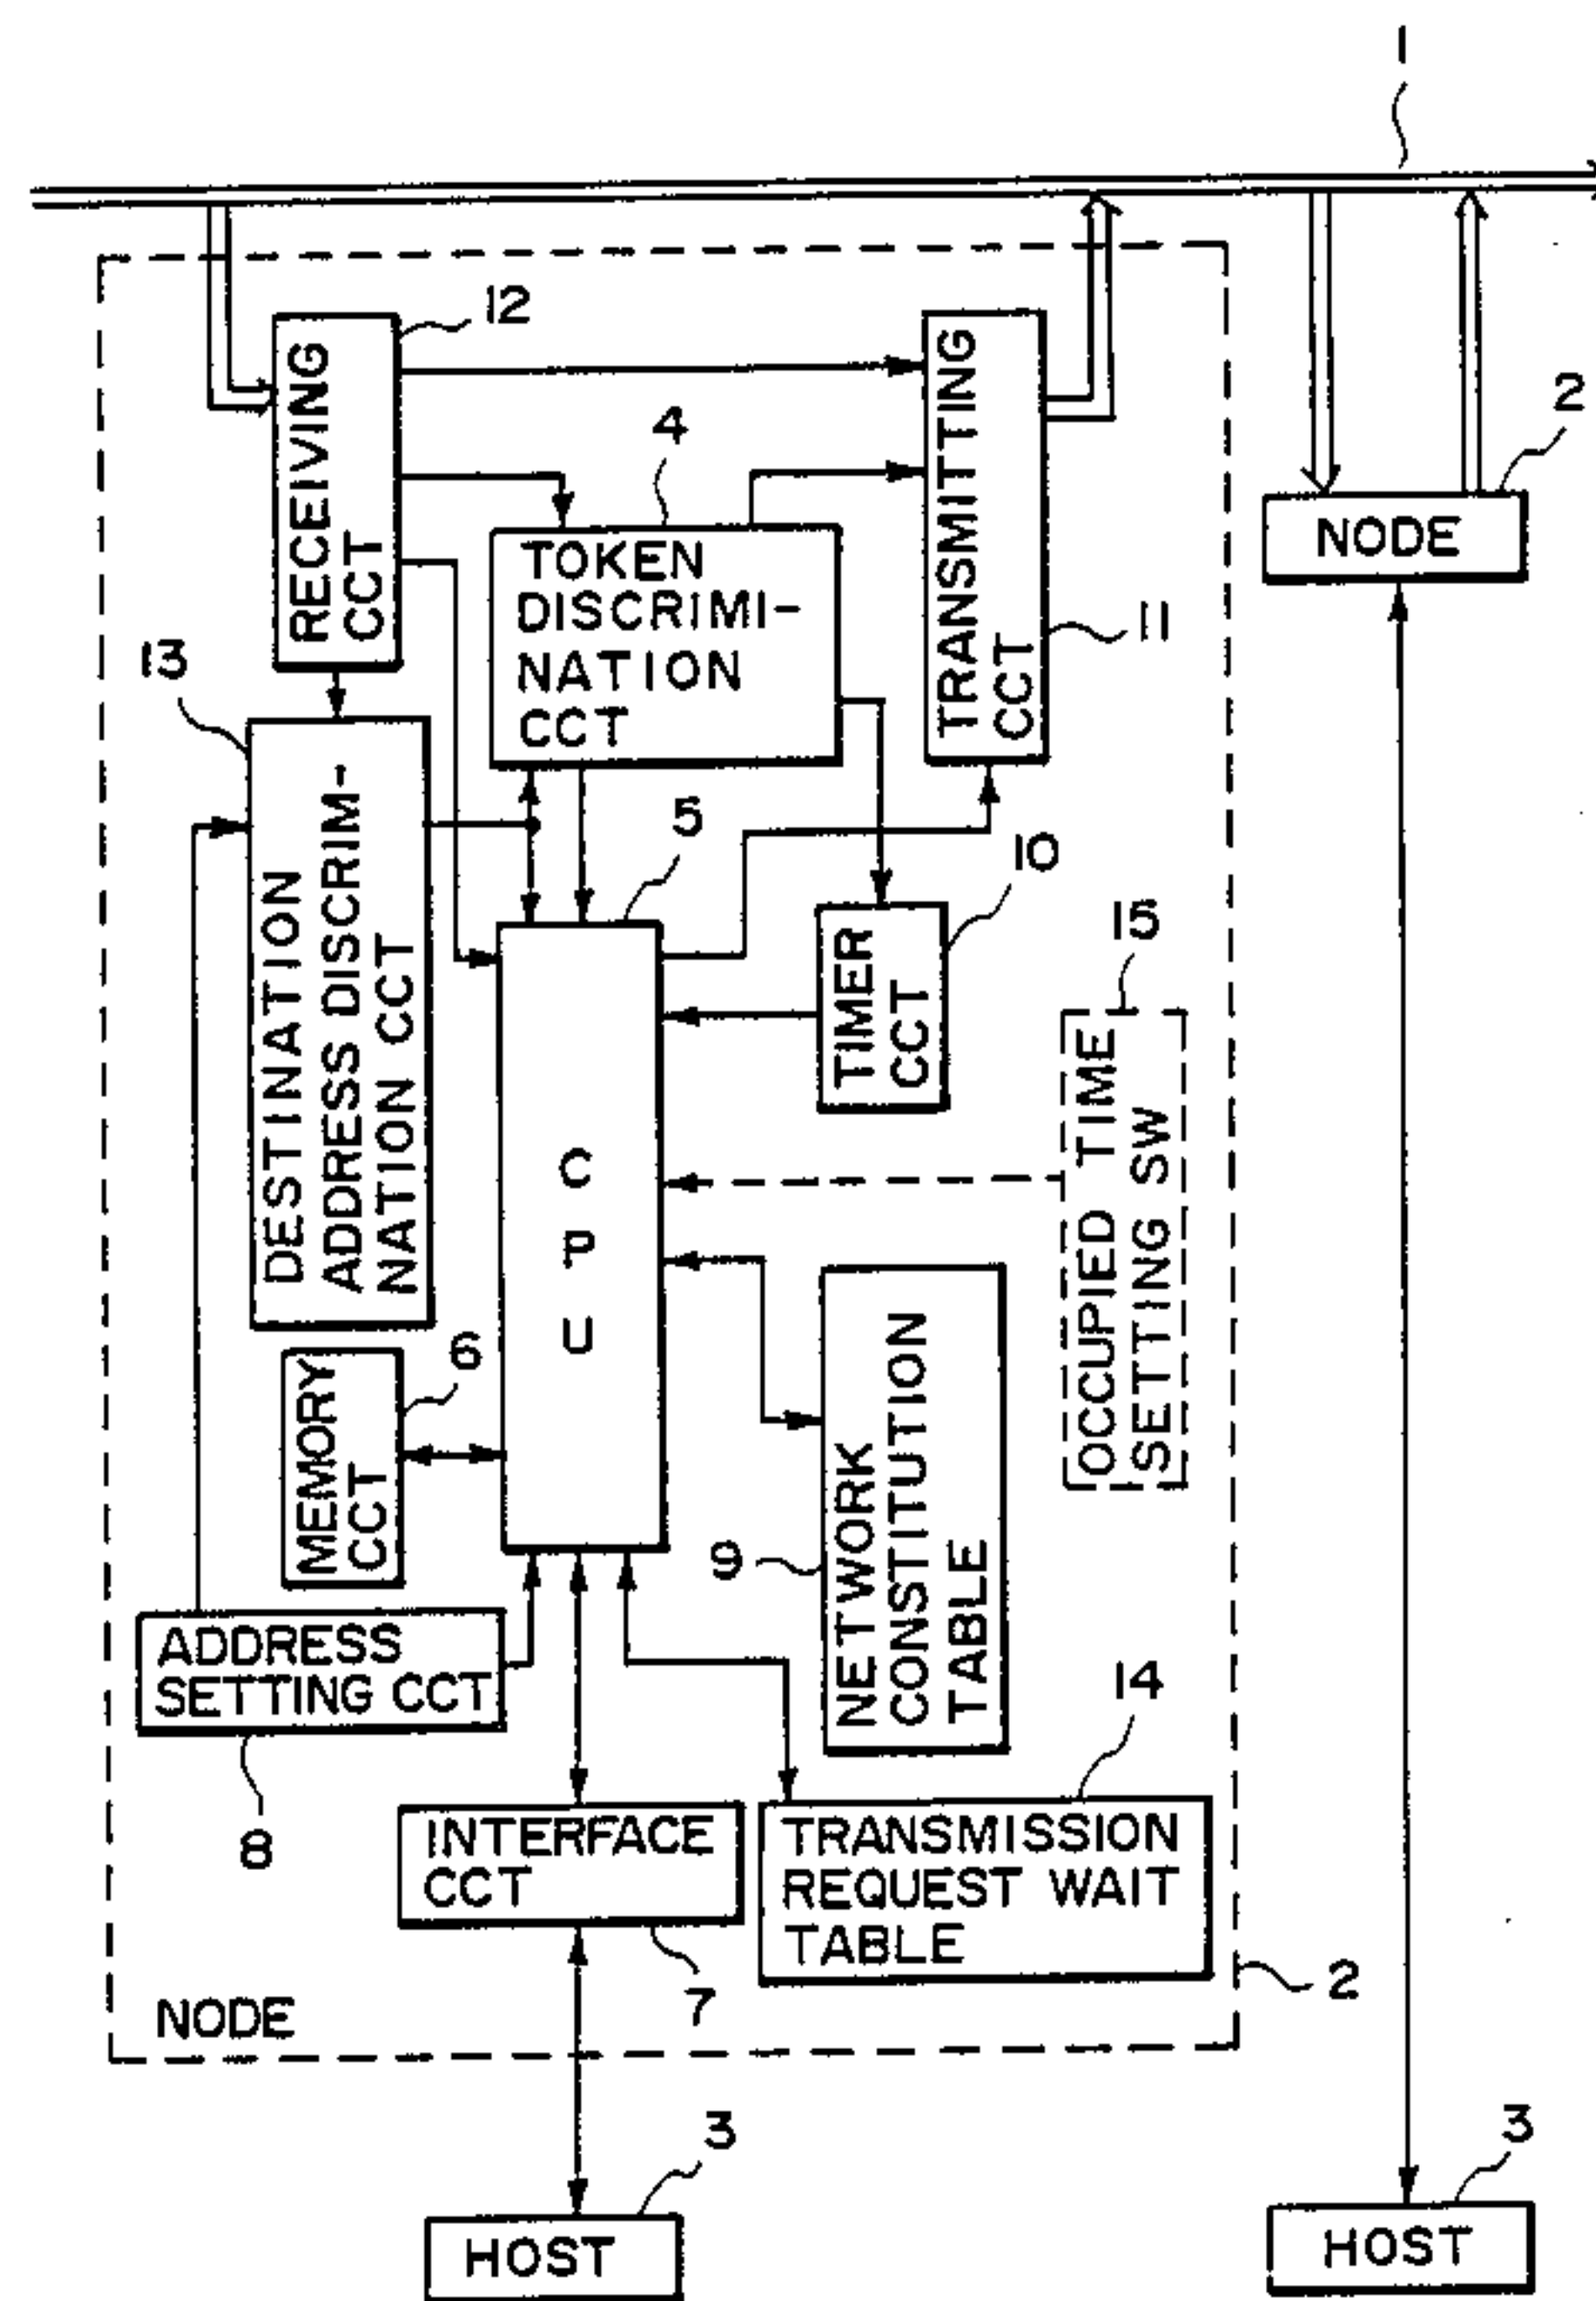 1
12
RECEIVING
CCT
4
TOKEN
DISCRIMI-
NATION
CCT
TRANSMITTING
CCT
11
2
NODE
13
DESTINATION
ADDRESS DISCRIM-
NATION CCT
5
C
P
U
10
TIMER
CCT
15
OCCUPIED TIME
SETTING SW
6
MEMORY
CCT
9
NETWORK
CONSTITUTION
TABLE
ADDRESS
SETTING CCT
8
14
INTERFACE
CCT
7
TRANSMISSION
REQUEST WAIT
TABLE
2
NODE
3
HOST
3
HOST